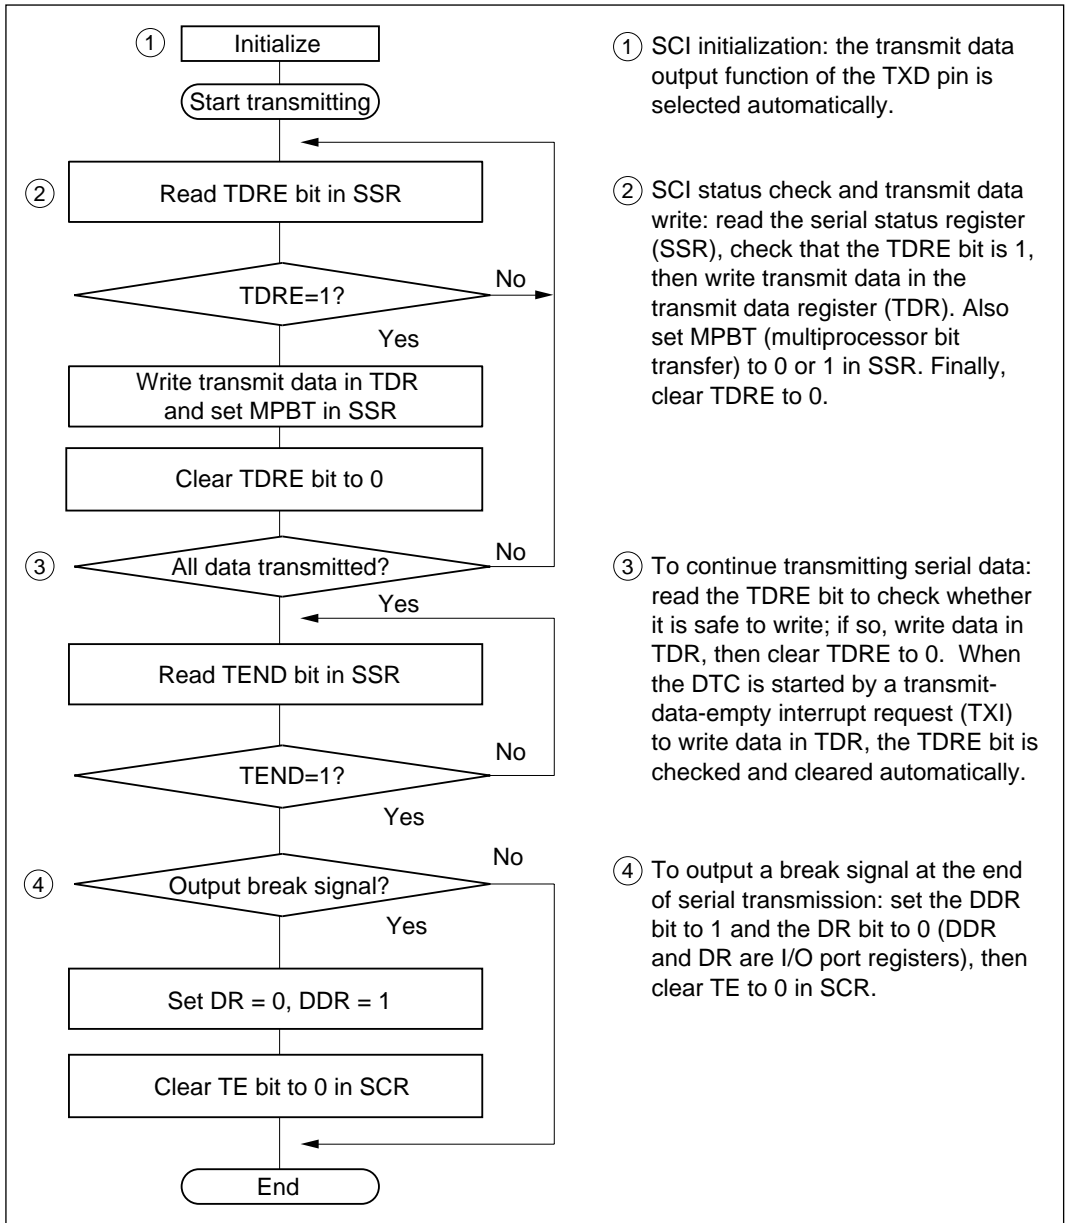 1 Initialize
Start transmitting
2 Read TDRE bit in SSR
TDRE=1?
No
Yes
Write transmit data in TDR
and set MPBT in SSR
Clear TDRE bit to 0
3 All data transmitted?
No
Yes
Read TEND bit in SSR
TEND=1?
No
Yes
4 Output break signal?
No
Yes
Set DR = 0, DDR = 1
Clear TE bit to 0 in SCR
End
1 SCI initialization: the transmit data
output function of the TXD pin is
selected automatically.
2 SCI status check and transmit data
write: read the serial status register
(SSR), check that the TDRE bit is 1,
then write transmit data in the
transmit data register (TDR). Also
set MPBT (multiprocessor bit
transfer) to 0 or 1 in SSR. Finally,
clear TDRE to 0.
3 To continue transmitting serial data:
read the TDRE bit to check whether
it is safe to write; if so, write data in
TDR, then clear TDRE to 0. When
the DTC is started by a transmit-
data-empty interrupt request (TXI)
to write data in TDR, the TDRE bit is
checked and cleared automatically.
4 To output a break signal at the end
of serial transmission: set the DDR
bit to 1 and the DR bit to 0 (DDR
and DR are I/O port registers), then
clear TE to 0 in SCR.